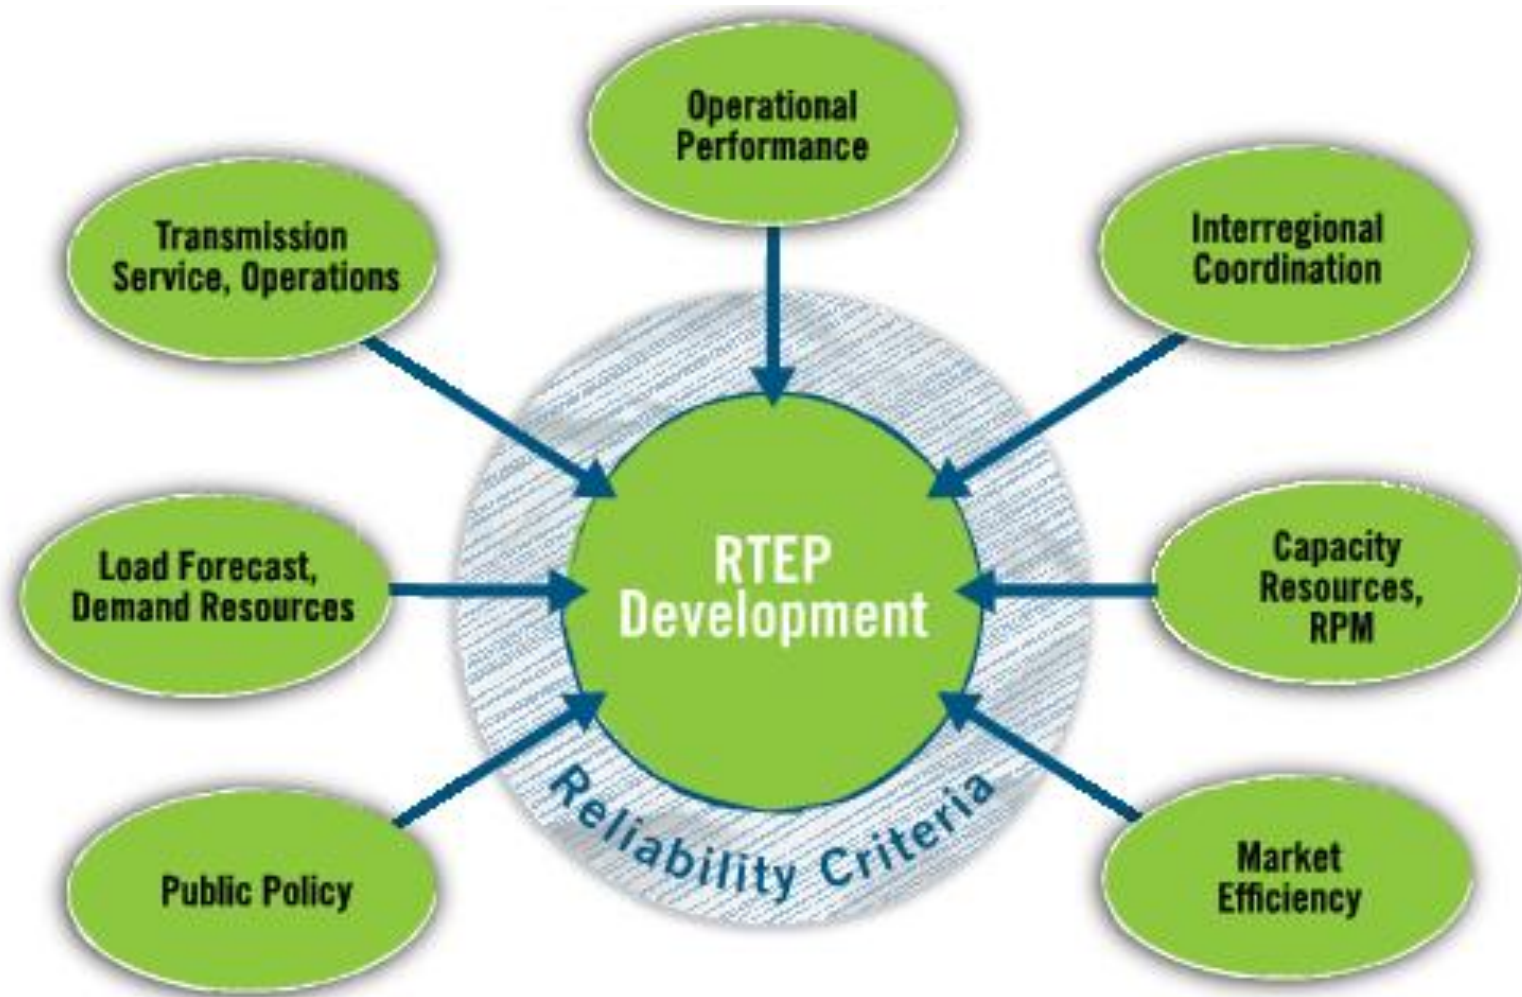 Operational
Performance
Transmission
Service, Operations
Interregional
Coordination
Load Forecast,
Demand Resources
RTEP
Development
Capacity
Resources,
RPM
Reliability Criteria
Public Policy
Market
Efficiency